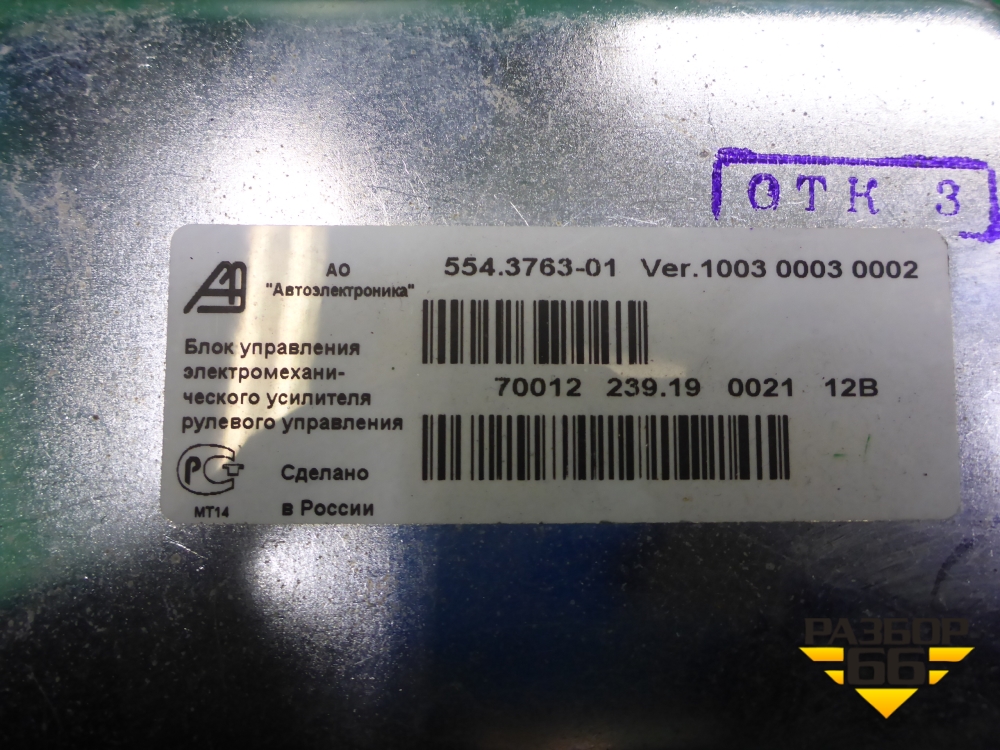 ОТК 3
АО
"Автоэлектроника"
554.3763-01 Ver.1003 0003 0002
Блок управления
электромехани-
ческого усилителя
рулевого управления
70012 239.19 0021 12В
РСТ
МТ14
Сделано
в России
РАЗБОР
66